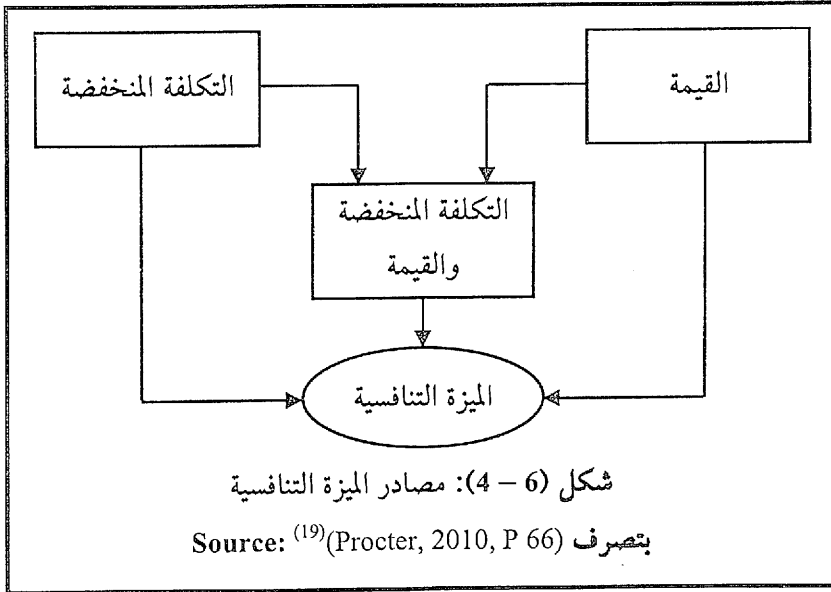 القيمة
التكلفة المنخفضة
التكلفة المنخفضة
والقيمة
الميزة التنافسية
شكل (6 – 4): مصادر الميزة التنافسية
Source: (19)(Procter, 2010, P 66) بتصرف